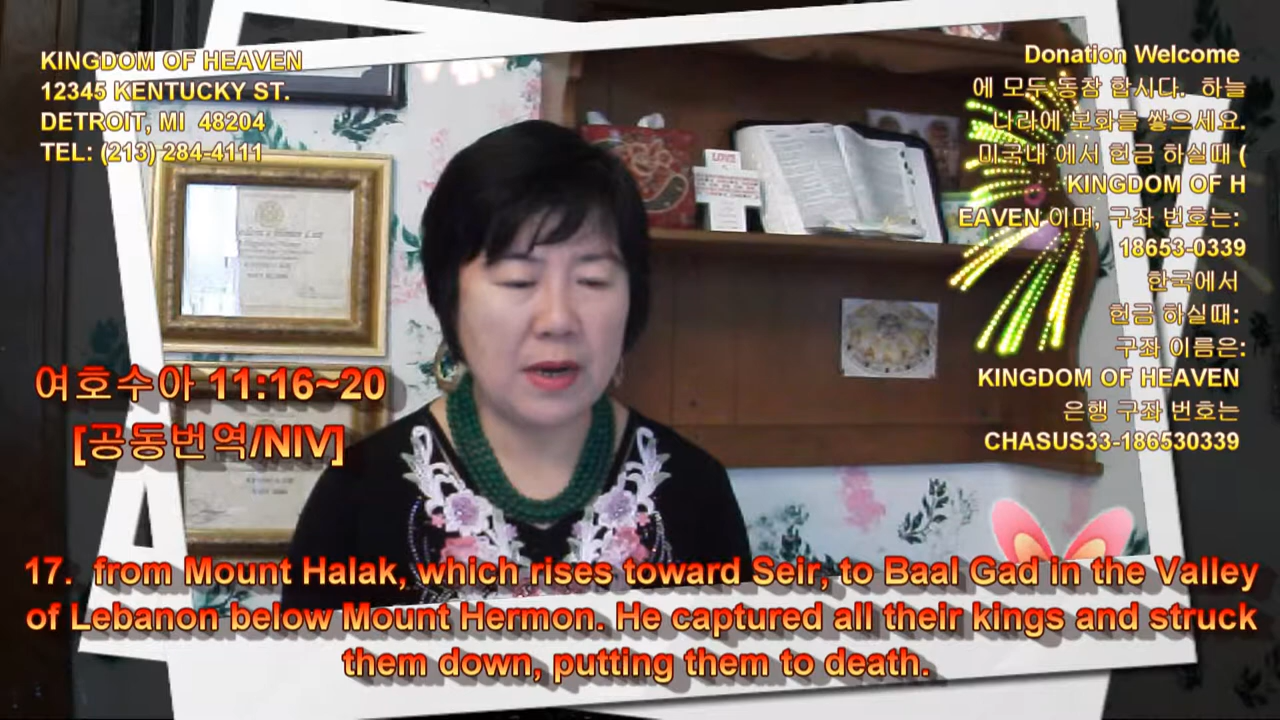 KINGDOM OF HEAVEN
12345 KENTUCKY ST.
DETROIT, MI 48204
TEL: (213) 284-4111
Donation Welcome
에 모두 동참 합시다. 하늘
나라에 보화를 쌓으세요.
미국내 에서 헌금 하실때 (
KINGDOM OF H
EAVEN 이며, 구좌 번호는:
18653-0339
한국에서
헌금 하실때:
구좌 이름은:
KINGDOM OF HEAVEN
은행 구좌 번호는
CHASUS33-186530339
LOVE
여호수아 11:16~20
[공동번역/NIV]
17. from Mount Halak, which rises toward Seir, to Baal Gad in the Valley
of Lebanon below Mount Hermon. He captured all their kings and struck
them down, putting them to death.